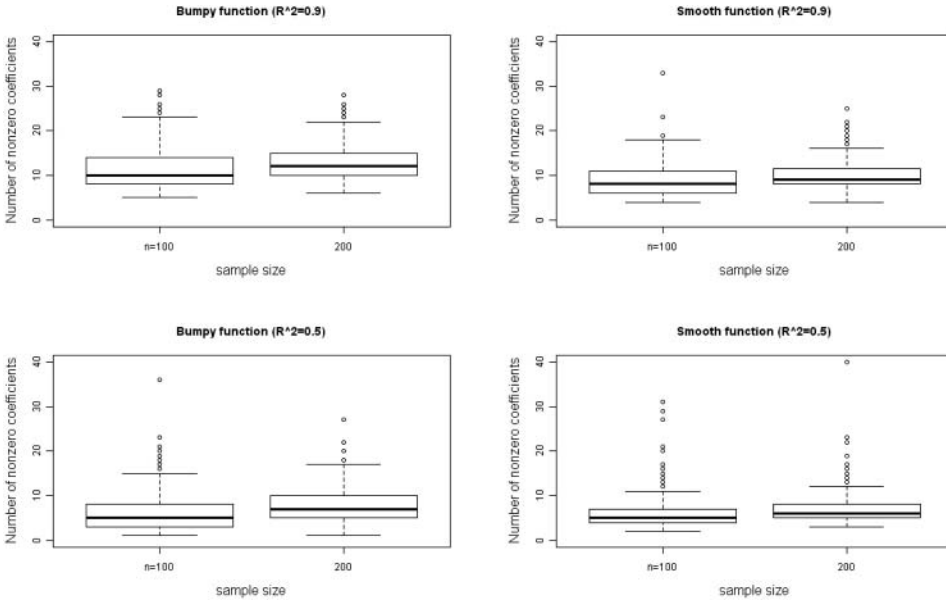 Bumpy function (R^2=0.9)
Number of nonzero coefficients
40
30
20
10
0
n=100
200
sample size
Smooth function (R^2=0.9)
Number of nonzero coefficients
40
30
20
10
0
n=100
200
sample size
Bumpy function (R^2=0.5)
Number of nonzero coefficients
40
30
20
10
0
n=100
200
sample size
Smooth function (R^2=0.5)
Number of nonzero coefficients
40
30
20
10
0
n=100
200
sample size